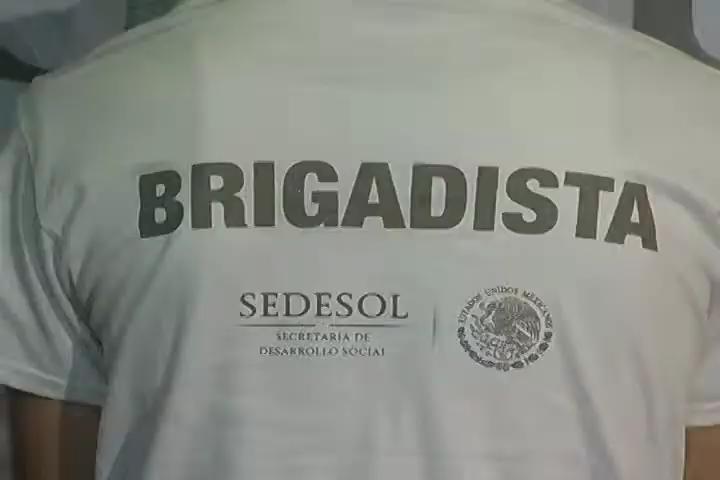 BRIGADISTA
SEDESOL
SECRETARÍA DE
DESARROLLO SOCIAL
ESTADOS UNIDOS MEXICANOS